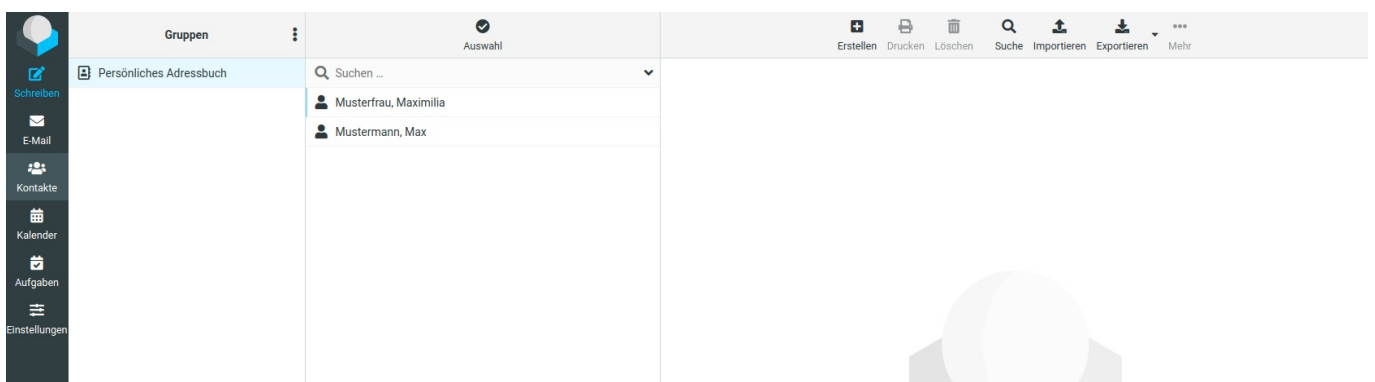 Gruppen
Auswahl
Erstellen Drucken Löschen Suche Importieren Exportieren Mehr
Schreiben
E-Mail
Kontakte
Kalender
Aufgaben
Einstellungen
Persönliches Adressbuch
Suchen ...
Musterfrau, Maximilia
Mustermann, Max